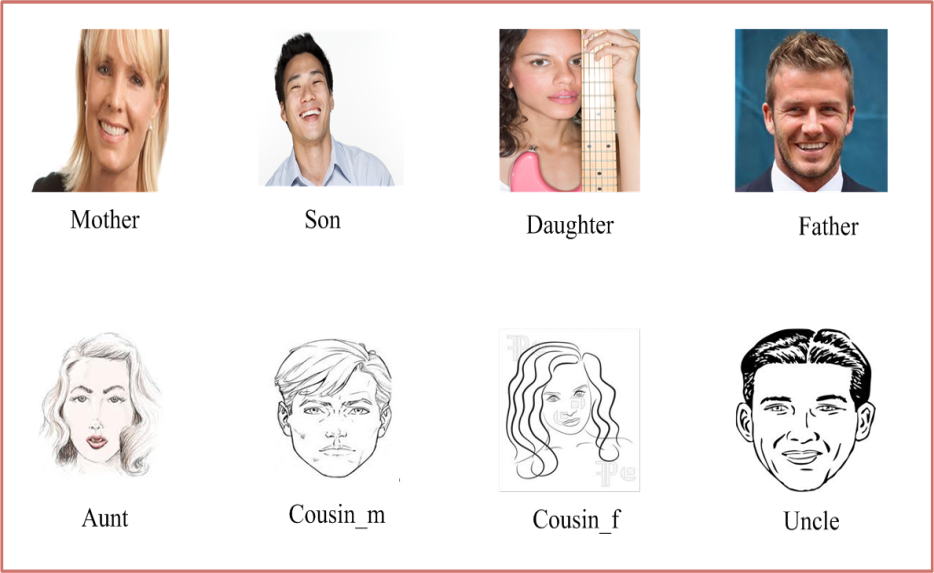 Mother
Son
Daughter
Father
Aunt
Cousin_m
Cousin_f
Uncle